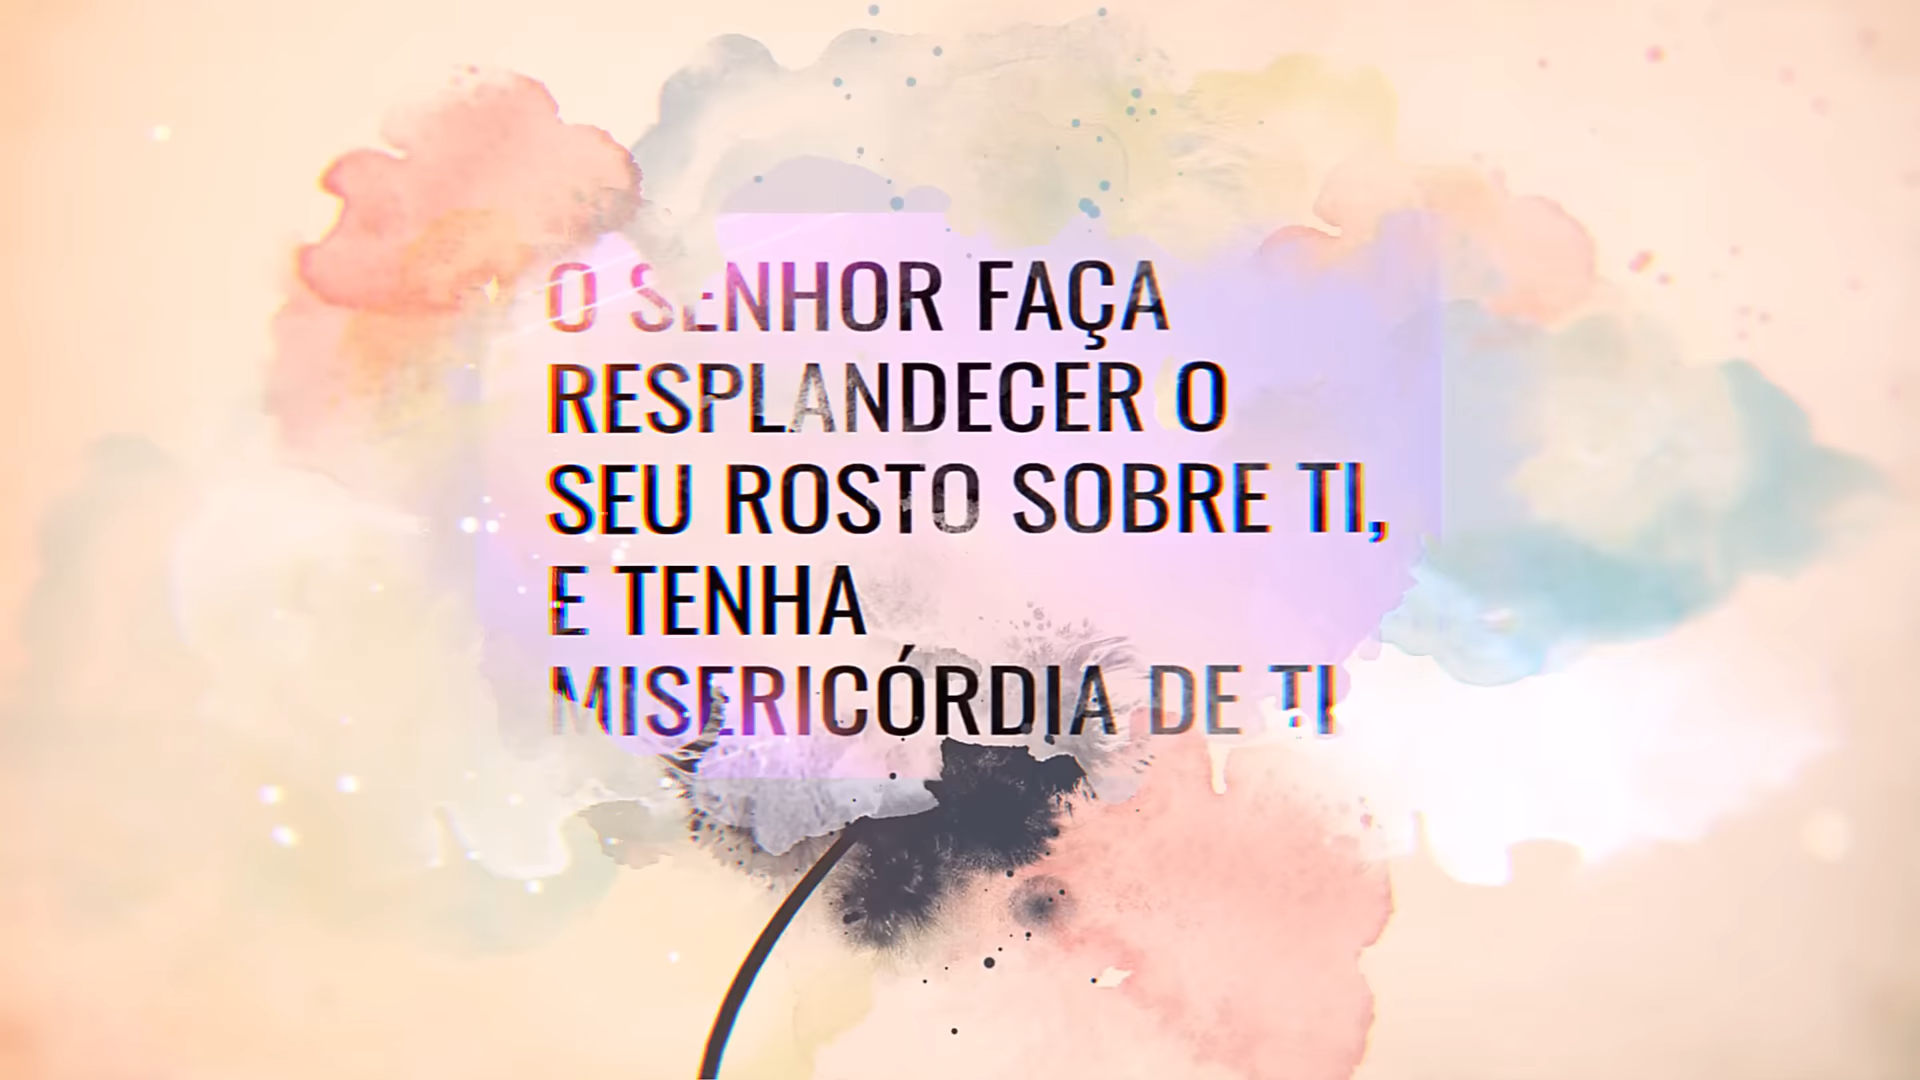 O SENHOR FAÇA
RESPLANDECER O
SEU ROSTO SOBRE TI,
E TENHA
MISERICÓRDIA DE TI